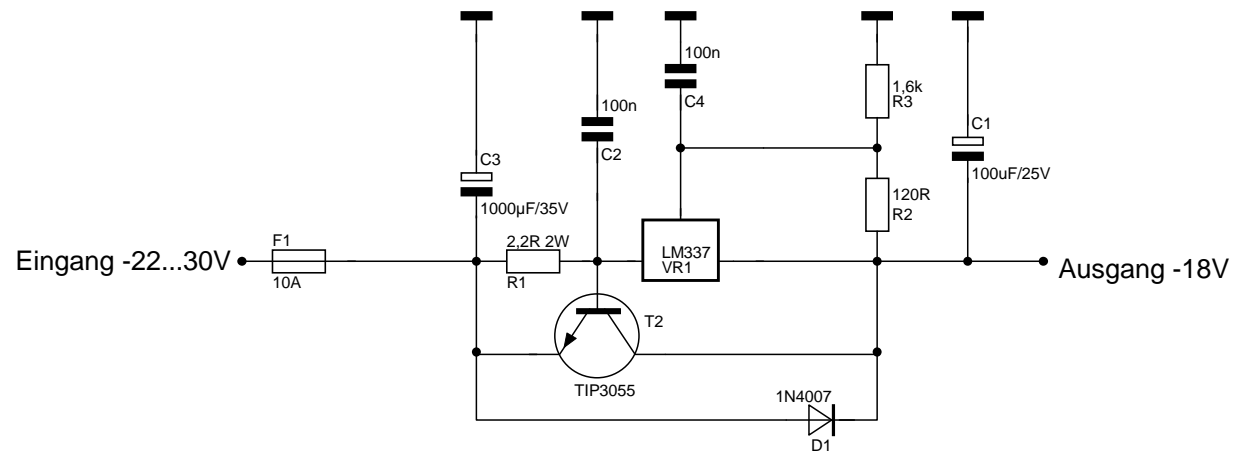 100n
C4
1,6k
R3
100n
C2
C1
100uF/25V
C3
1000µF/35V
120R
R2
Eingang -22...30V
F1
10A
2,2R 2W
R1
LM337
VR1
Ausgang -18V
T2
TIP3055
1N4007
D1